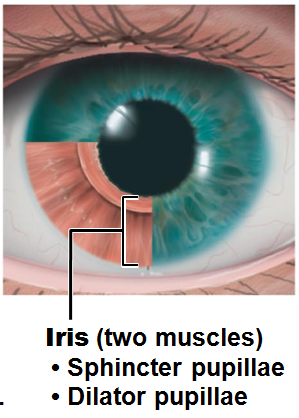 Iris (two muscles)
• Sphincter pupillae
• Dilator pupillae